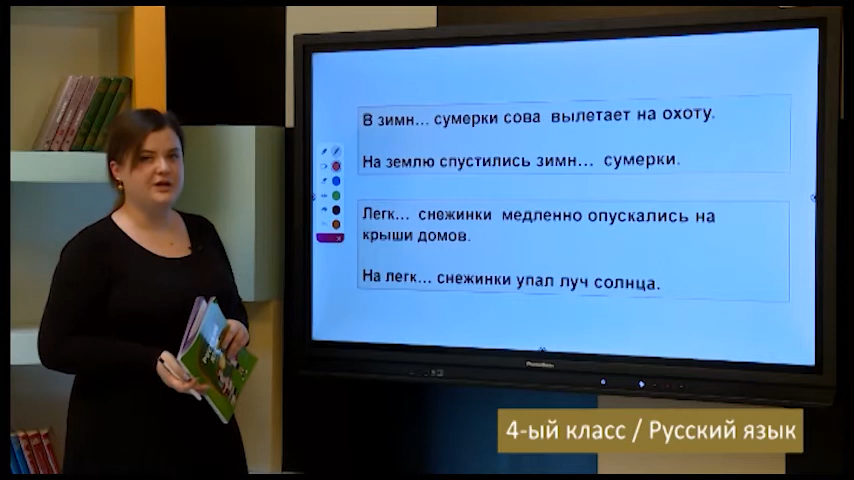 В зимн... сумерки сова вылетает на охоту.
На землю спустились зимн... сумерки.
Легк... снежинки медленно опускались на
крыши домов.
На легк... снежинки упал луч солнца.
4-ый класс / Русский язык